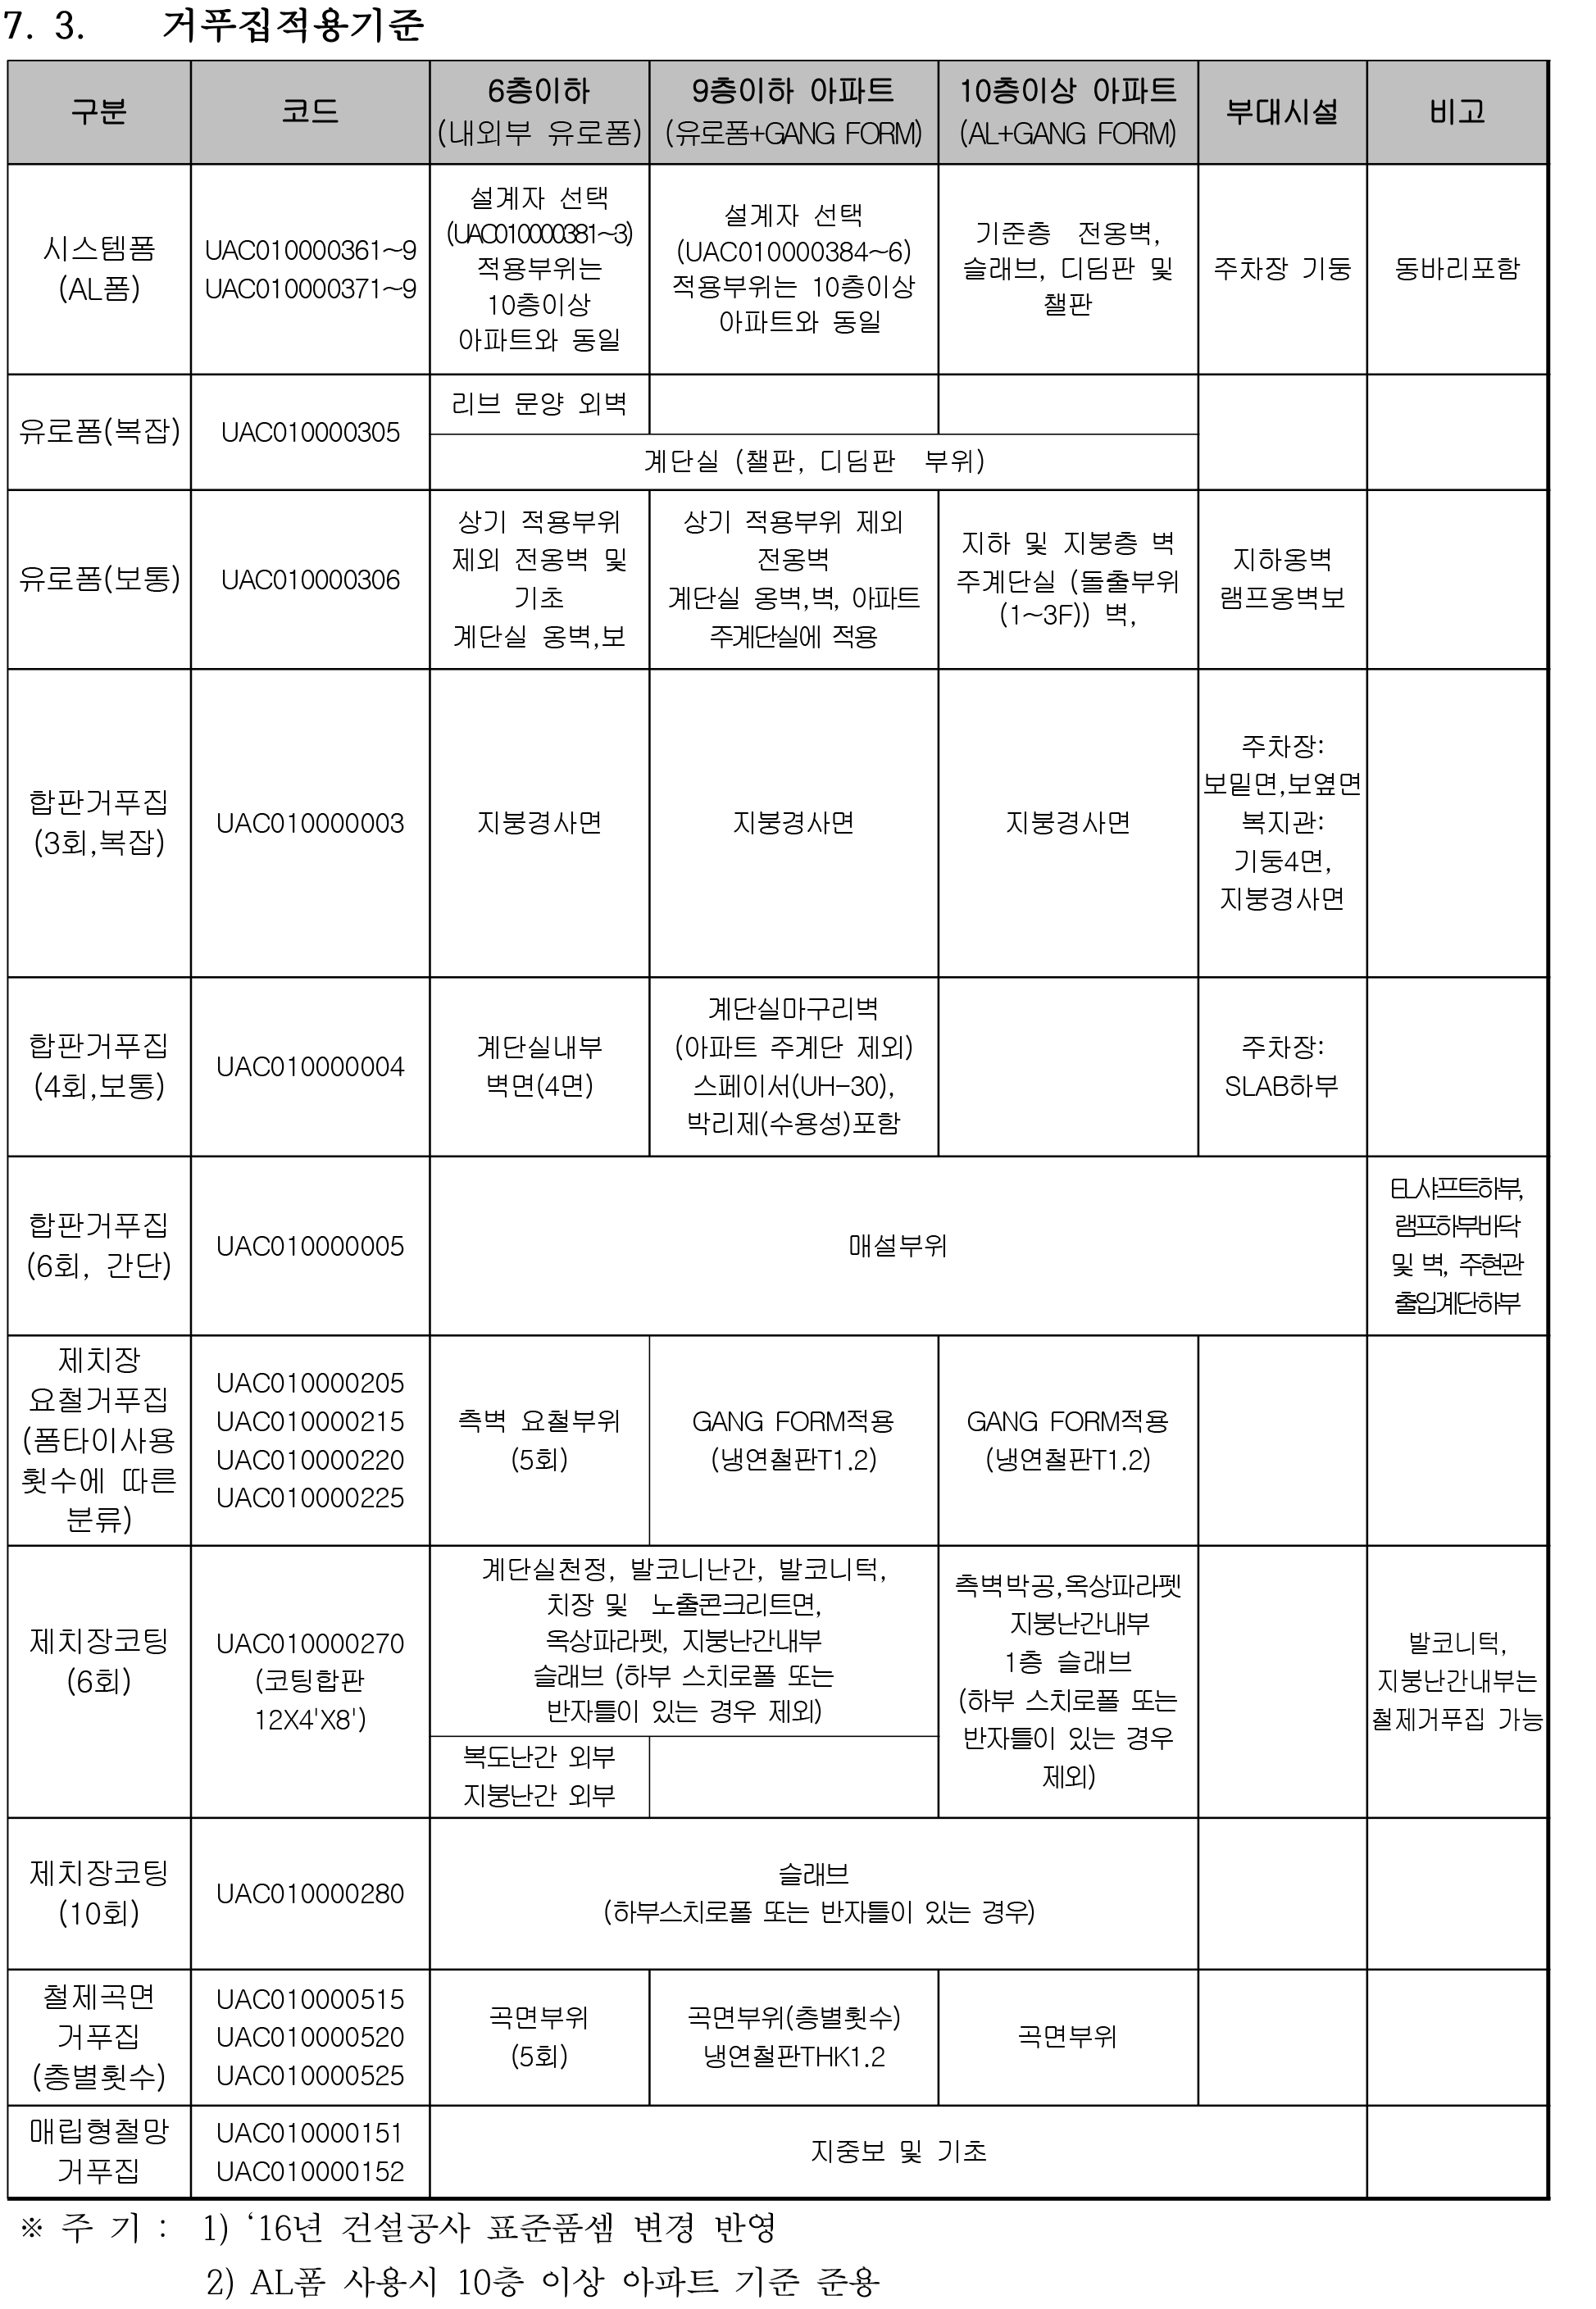 7. 3. 거푸집적용기준
구분
코드
6층이하
(내외부 유로폼)
9층이하 아파트
(유로폼+GANG FORM)
10층이상 아파트
(AL+GANG FORM)
부대시설
비고
시스템폼
(AL폼)
UAC010000361~9
UAC010000371~9
설계자 선택
(UAC010000381~3)
적용부위는
10층이상
아파트와 동일
설계자 선택
(UAC010000384~6)
적용부위는 10층이상
아파트와 동일
기준층 전옹벽,
슬래브, 디딤판 및
챌판
주차장 기둥
동바리포함
유로폼(복잡)
UAC010000305
리브 문양 외벽
계단실 (챌판, 디딤판 부위)
유로폼(보통)
UAC010000306
상기 적용부위
제외 전옹벽 및
기초
계단실 옹벽,보
상기 적용부위 제외
전옹벽
계단실 옹벽,벽, 아파트
주계단실에 적용
지하 및 지붕층 벽
주계단실 (돌출부위
(1~3F)) 벽,
지하옹벽
램프옹벽보
합판거푸집
(3회,복잡)
UAC010000003
지붕경사면
지붕경사면
지붕경사면
주차장:
보밑면,보옆면
복지관:
기둥4면,
지붕경사면
합판거푸집
(4회,보통)
UAC010000004
계단실내부
벽면(4면)
계단실마구리벽
(아파트 주계단 제외)
스페이서(UH-30),
박리제(수용성)포함
주차장:
SLAB하부
합판거푸집
(6회, 간단)
UAC010000005
매설부위
EL샤프트하부,
램프하부바닥
및 벽, 주현관
출입계단하부
제치장
요철거푸집
(폼타이사용
횟수에 따른
분류)
UAC010000205
UAC010000215
UAC010000220
UAC010000225
측벽 요철부위
(5회)
GANG FORM적용
(냉연철판T1.2)
GANG FORM적용
(냉연철판T1.2)
제치장코팅
(6회)
UAC010000270
(코팅합판
12X4'X8')
계단실천정, 발코니난간, 발코니턱,
치장 및 노출콘크리트면,
옥상파라펫, 지붕난간내부
슬래브 (하부 스치로폴 또는
반자틀이 있는 경우 제외)
복도난간 외부
지붕난간 외부
측벽박공,옥상파라펫
지붕난간내부
1층 슬래브
(하부 스치로폴 또는
반자틀이 있는 경우
제외)
발코니턱,
지붕난간내부는
철제거푸집 가능
제치장코팅
(10회)
UAC010000280
슬래브
(하부스치로폴 또는 반자틀이 있는 경우)
철제곡면
거푸집
(층별횟수)
UAC010000515
UAC010000520
UAC010000525
곡면부위
(5회)
곡면부위(층별횟수)
냉연철판THK1.2
곡면부위
매립형철망
거푸집
UAC010000151
UAC010000152
지중보 및 기초
※ 주 기 : 1) ‘16년 건설공사 표준품셈 변경 반영
2) AL폼 사용시 10층 이상 아파트 기준 준용